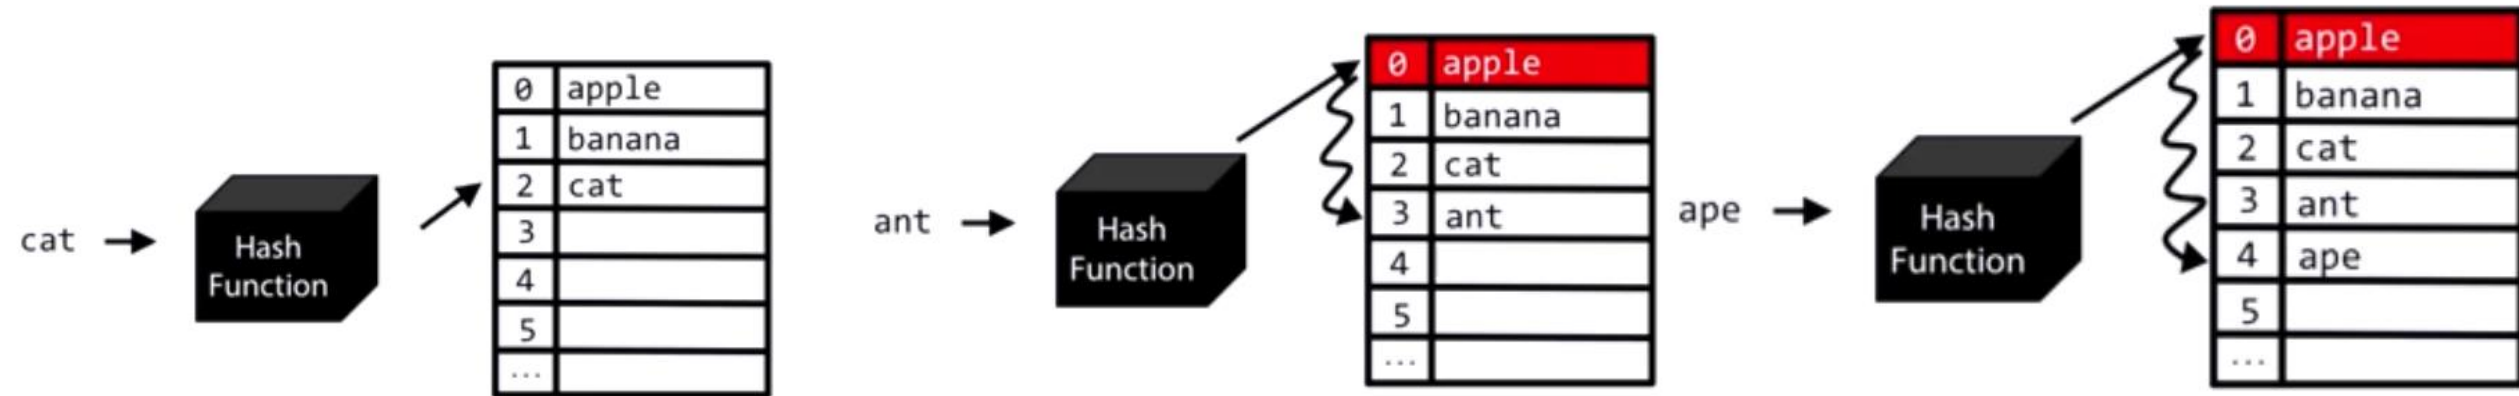 cat
Hash
Function
0 apple
1 banana
2 cat
3
4
5
...
ant
Hash
Function
0 apple
1 banana
2 cat
3 ant
4
5
...
ape
Hash
Function
0 apple
1 banana
2 cat
3 ant
4 ape
5
...